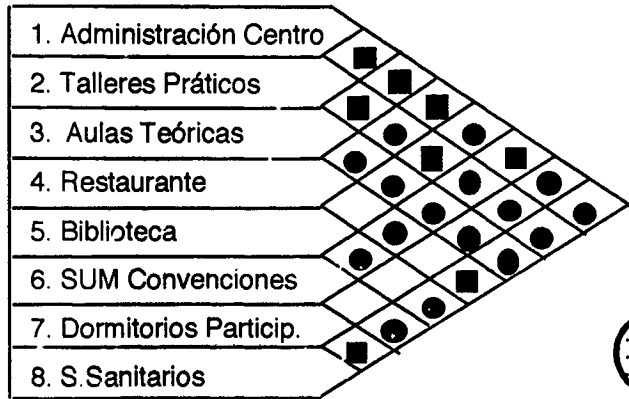 1. Administración Centro
2. Talleres Práticos
3. Aulas Teóricas
4. Restaurante
5. Biblioteca
6. SUM Convenciones
7. Dormitorios Particip.
8. S.Sanitarios